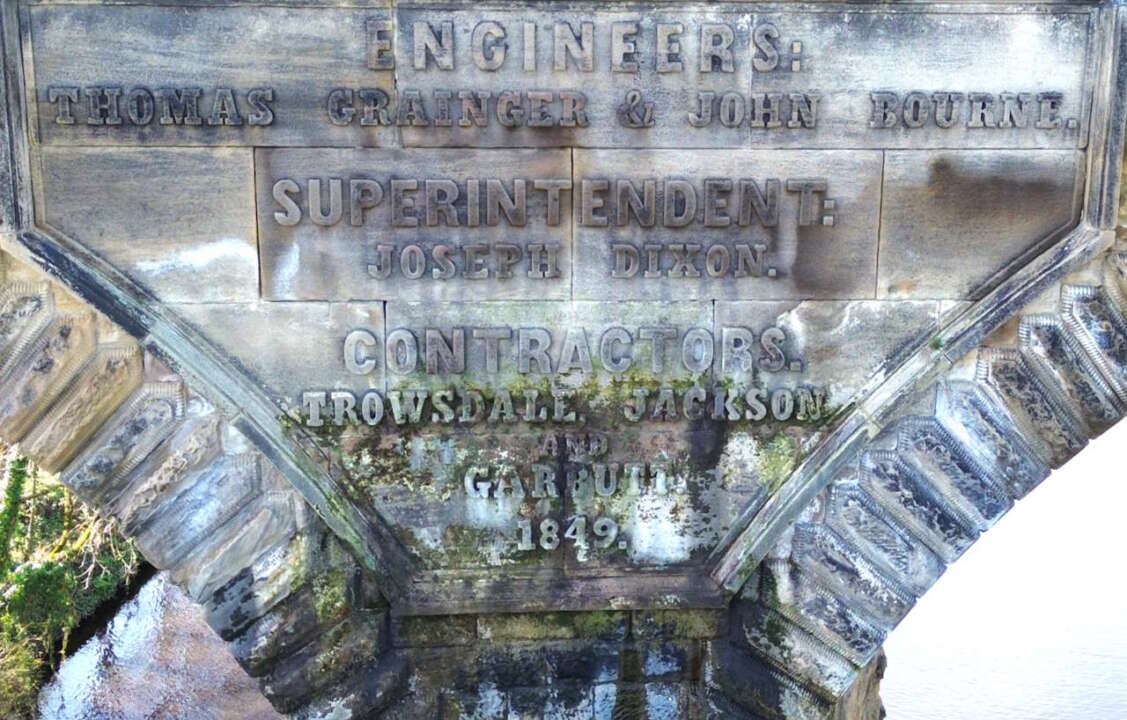 ENGINEERS:
THOMAS GRAINGER & JOHN BOURNE.
SUPERINTENDENT:
JOSEPH DIXON.
CONTRACTORS.
TROWSDALE, JACKSON
AND
GARBUTT.
1849.